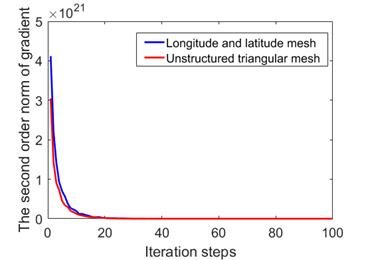 ×10²¹
The second order norm of gradient
5
4
3
2
1
0
Longitude and latitude mesh
Unstructured triangular mesh
0 20 40 60 80 100
Iteration steps